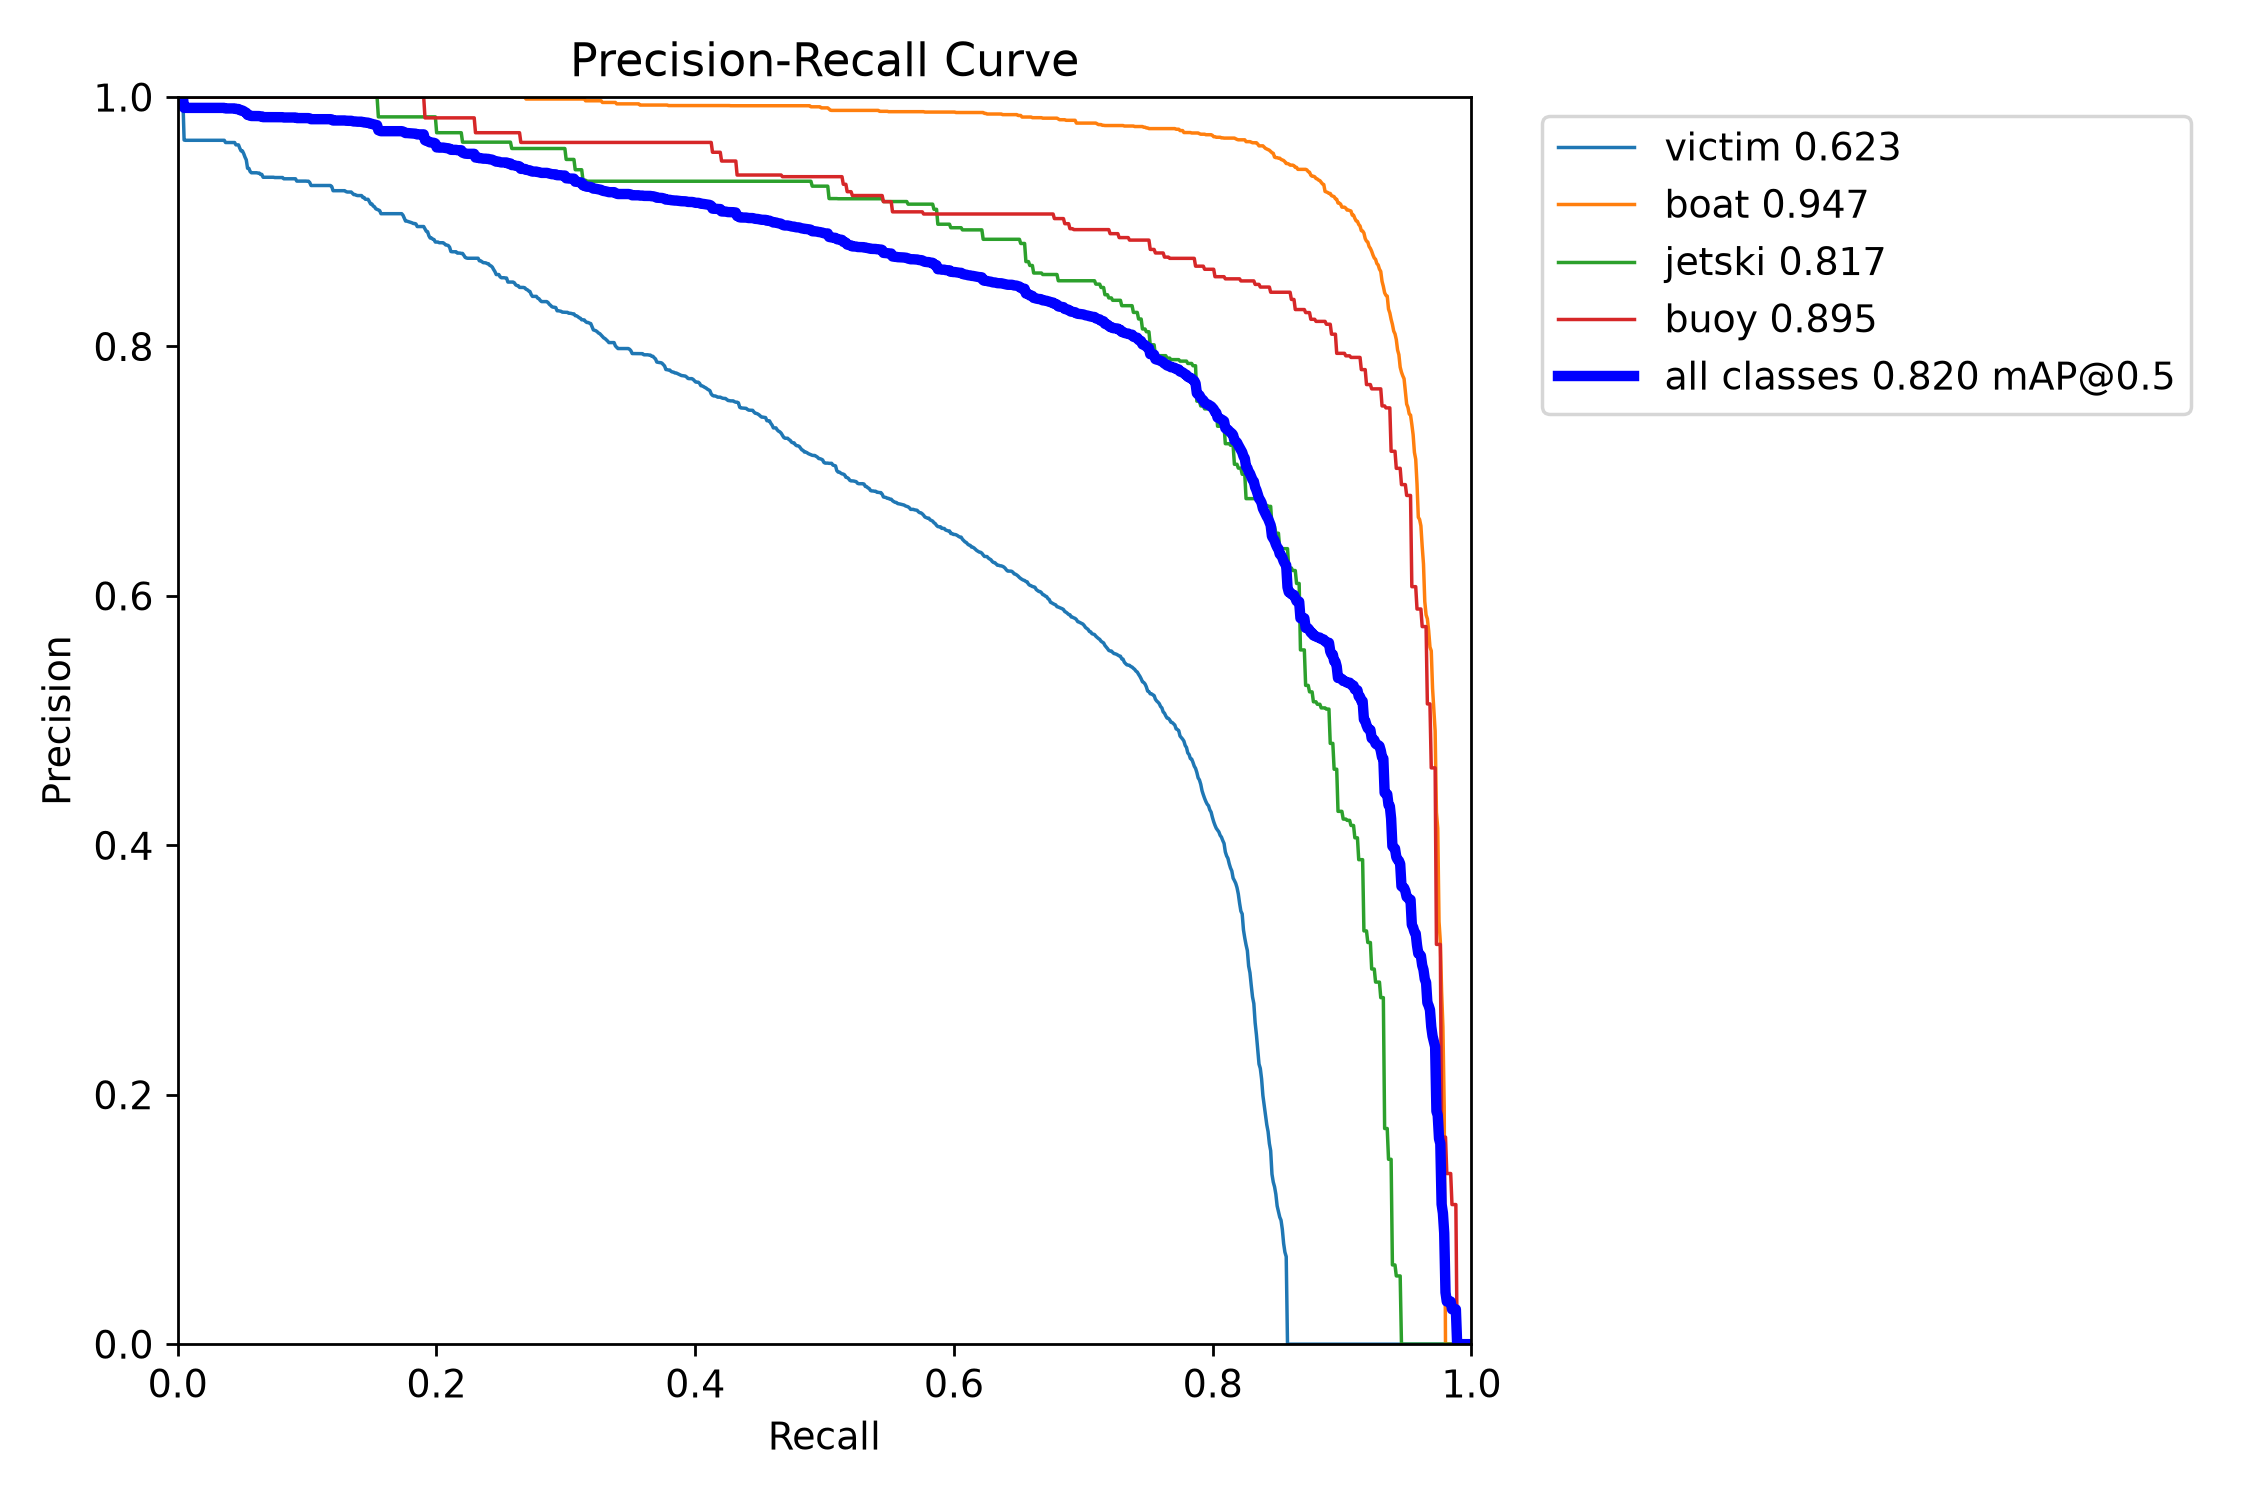 Precision-Recall Curve
1.0
0.8
0.6
0.4
0.2
0.0
Precision
0.0 0.2 0.4 0.6 0.8 1.0
Recall
victim 0.623
boat 0.947
jetski 0.817
buoy 0.895
all classes 0.820 mAP@0.5